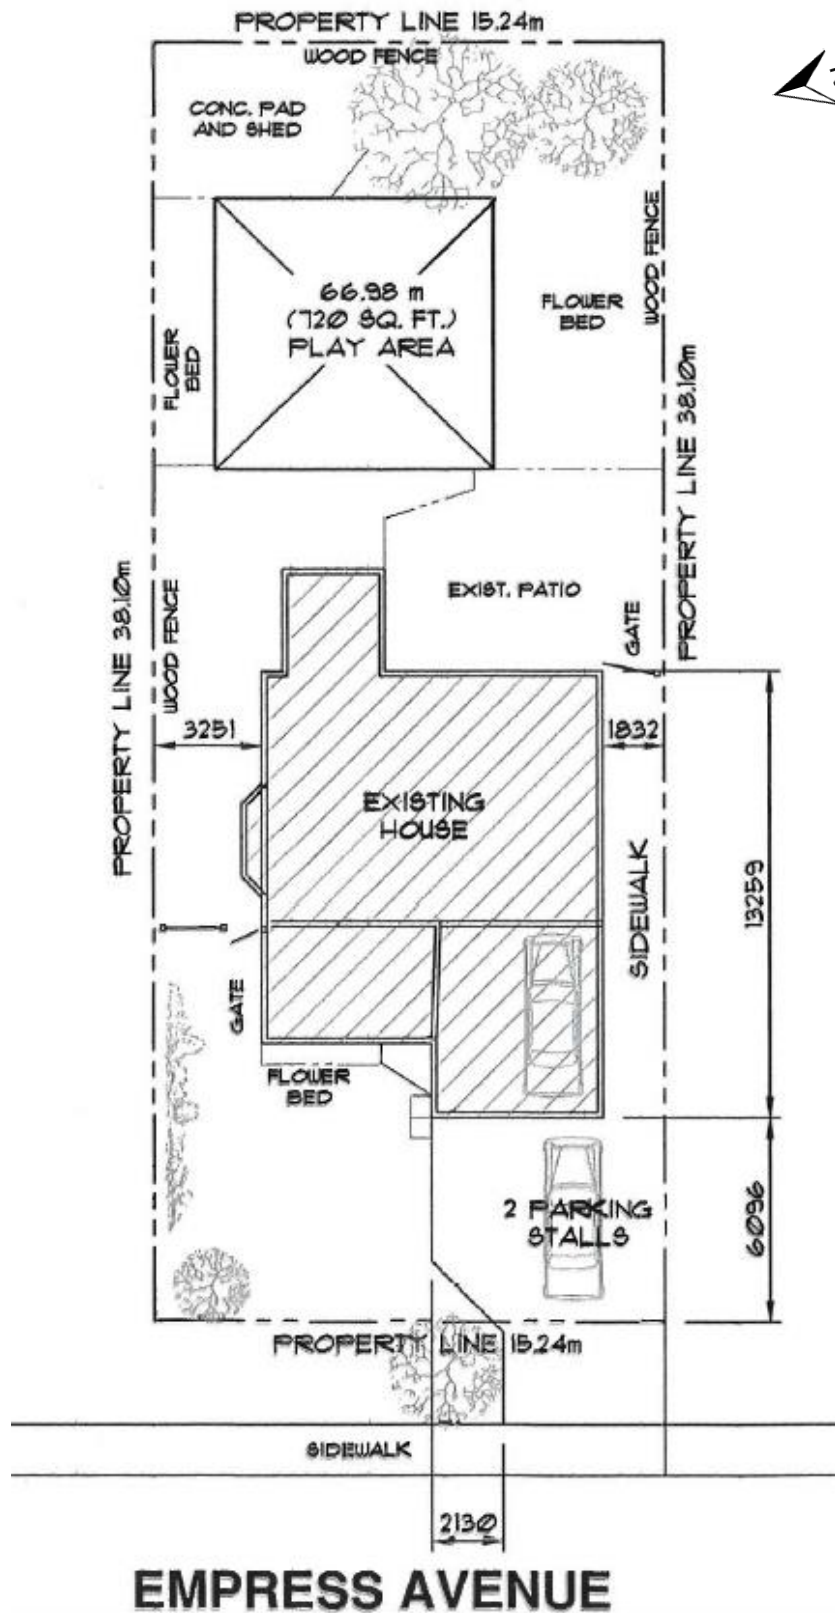 PROPERTY LINE 15.24m
WOOD FENCE
CONC. PAD
AND SHED
WOOD FENCE
66.98 m
(720 SQ. FT.)
PLAY AREA
FLOWER
BED
FLOWER
BED
PROPERTY LINE 38.10m
EXIST. PATIO
GATE
PROPERTY LINE 38.10m
WOOD FENCE
3251
1832
EXISTING
HOUSE
SIDEWALK
13259
GATE
FLOWER
BED
2 PARKING
STALLS
6096
PROPERTY LINE 15.24m
SIDEWALK
2130
EMPRESS AVENUE